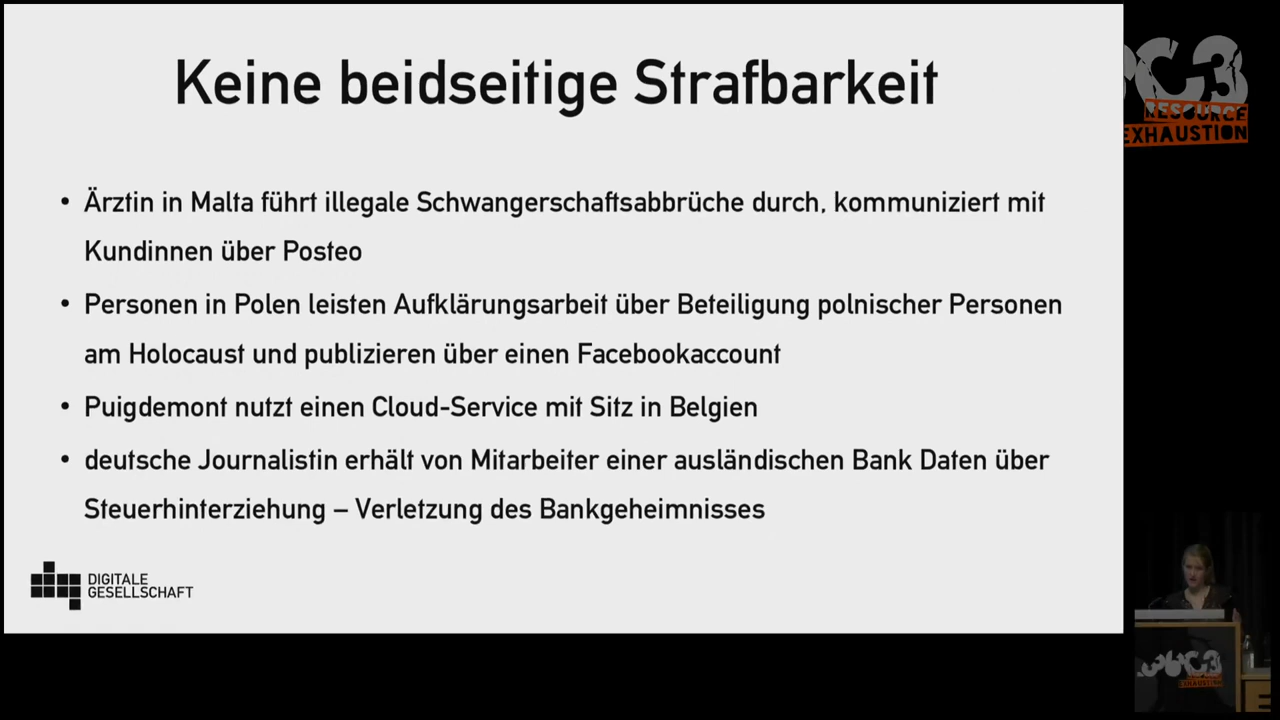 Keine beidseitige Strafbarkeit
• Ärztin in Malta führt illegale Schwangerschaftsabbrüche durch, kommuniziert mit
Kundinnen über Posteo
• Personen in Polen leisten Aufklärungsarbeit über Beteiligung polnischer Personen
am Holocaust und publizieren über einen Facebookaccount
• Puigdemont nutzt einen Cloud-Service mit Sitz in Belgien
• deutsche Journalistin erhält von Mitarbeiter einer ausländischen Bank Daten über
Steuerhinterziehung – Verletzung des Bankgeheimnisses
DIGITALE
GESELLSCHAFT
C3
RESOURCE
EXHAUSTION